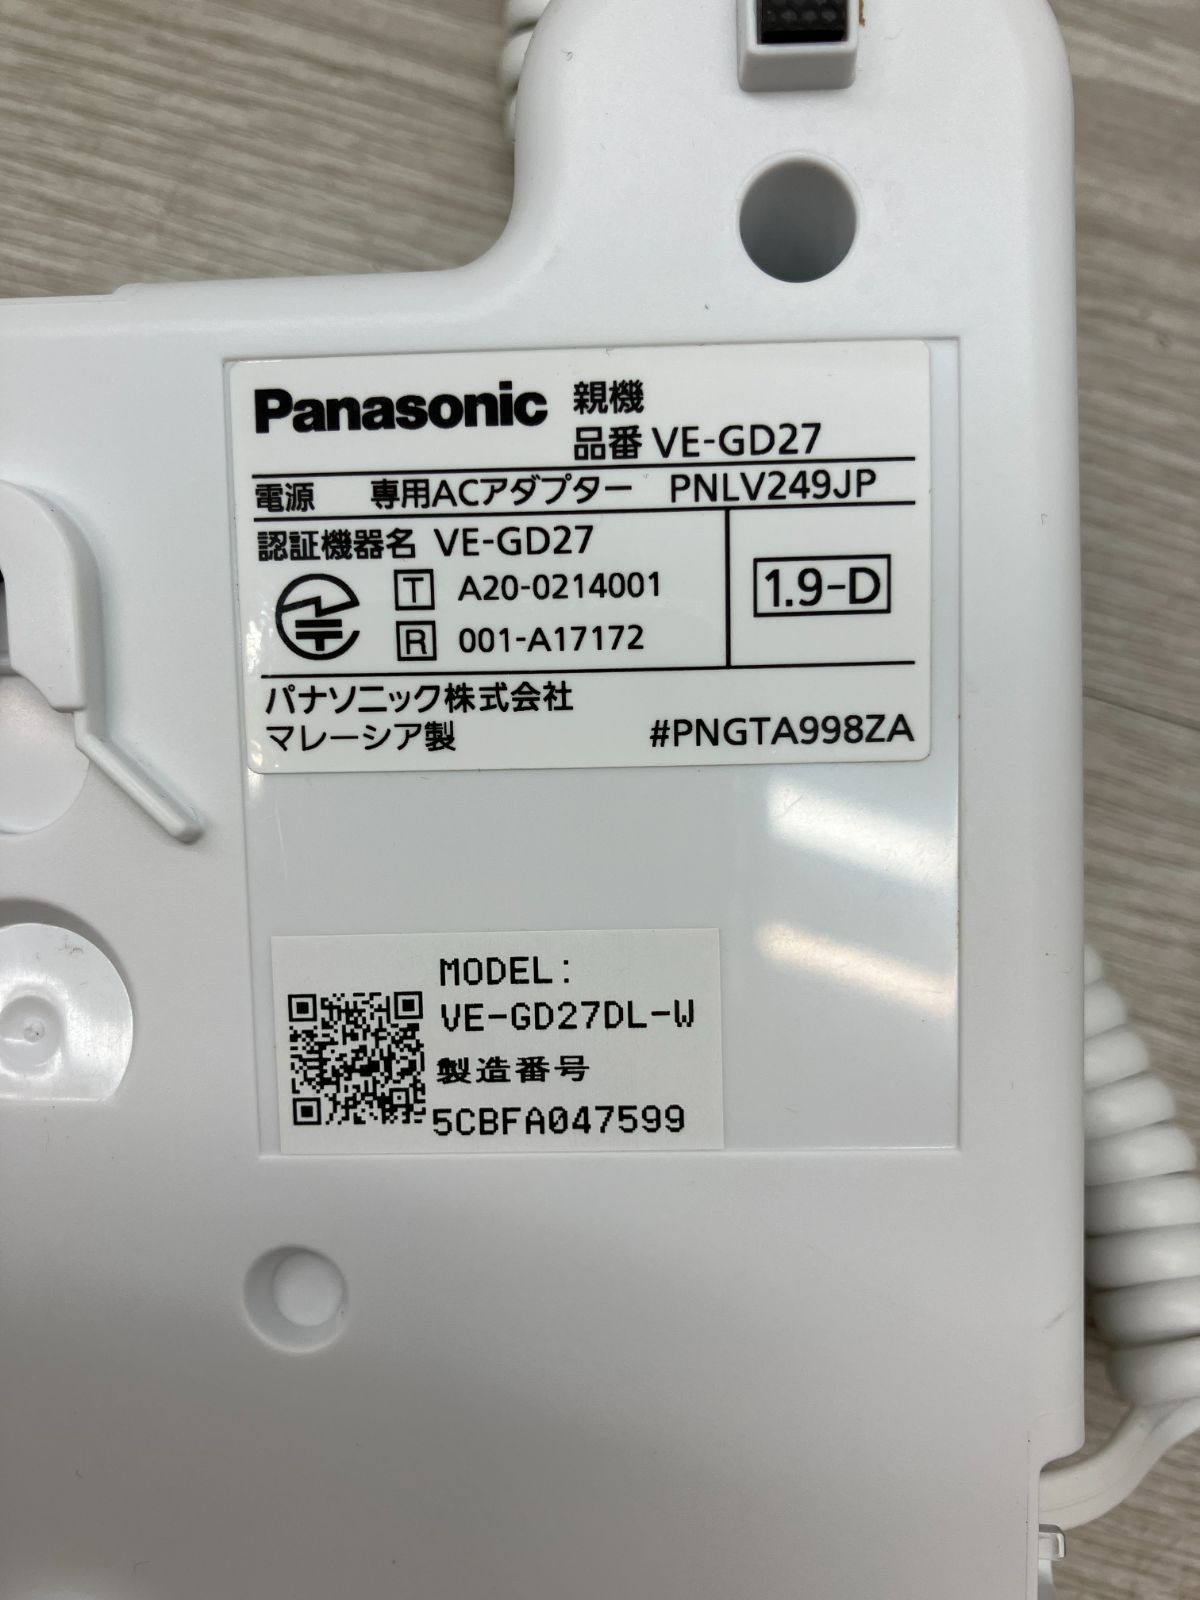 Panasonic 親機
品番 VE-GD27
電源 専用ACアダプター PNLV249JP
認証機器名 VE-GD27
T A20-0214001
R 001-A17172
1.9-D
パナソニック株式会社
マレーシア製 #PNGTA998ZA
MODEL:
VE-GD27DL-W
製造番号
5CBFA047599